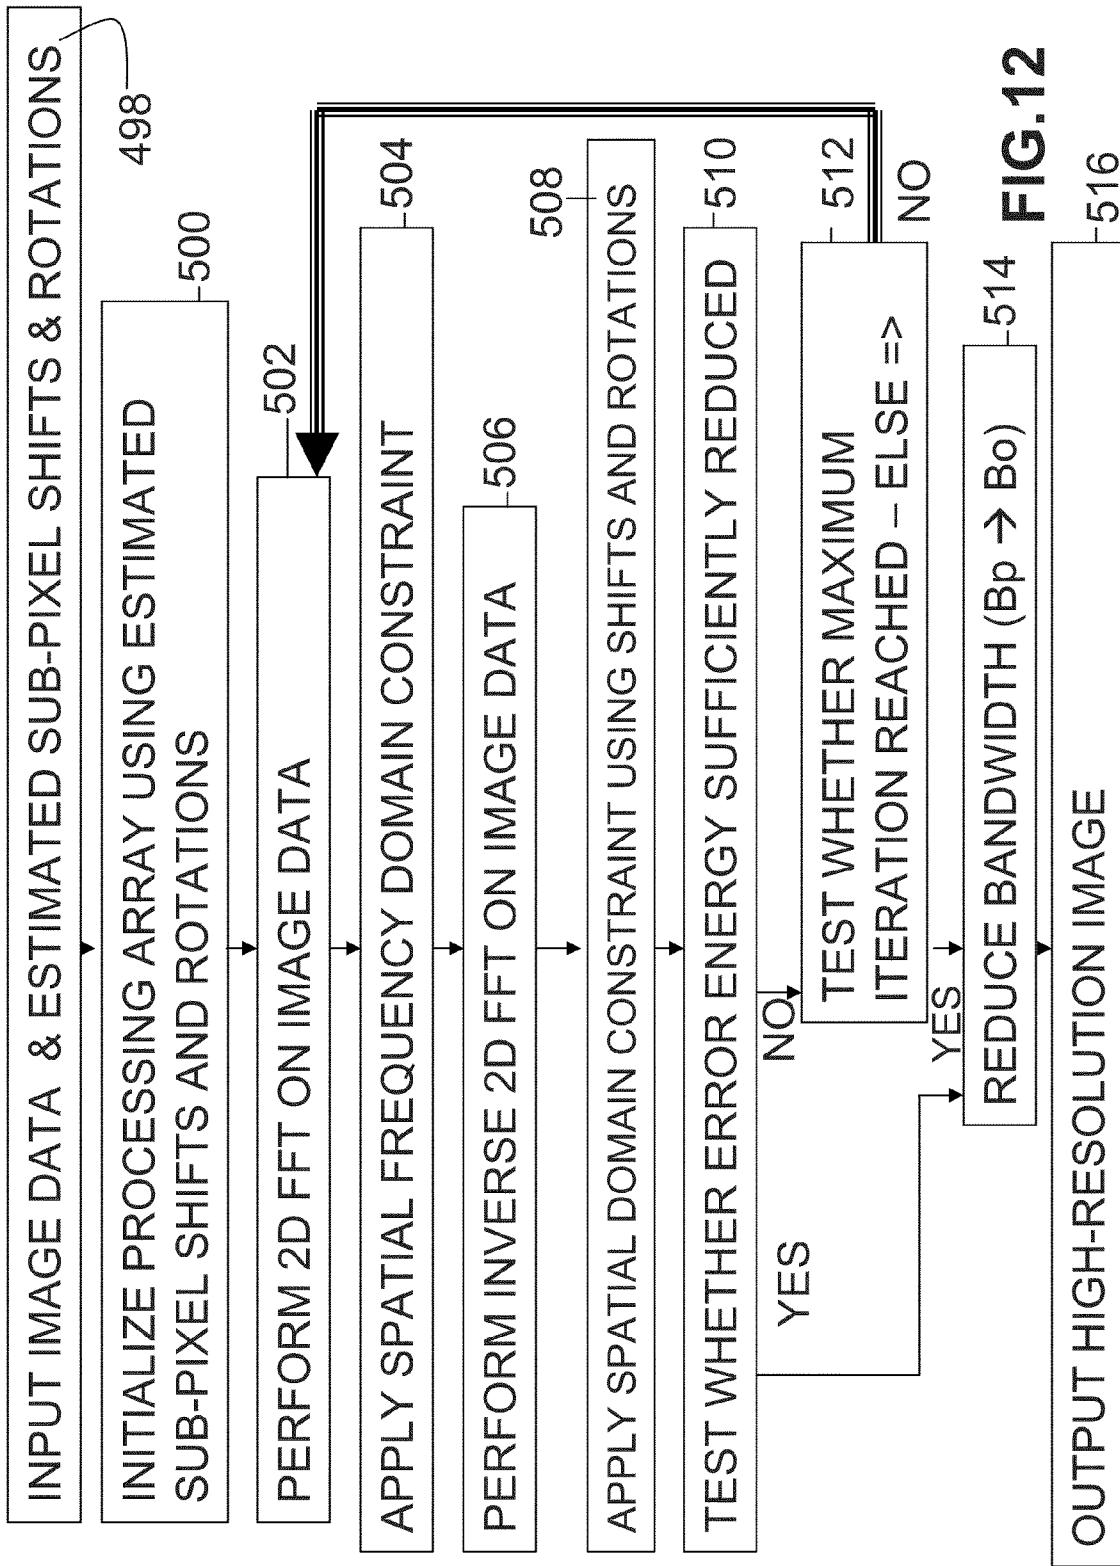 INPUT IMAGE DATA & ESTIMATED SUB-PIXEL SHIFTS & ROTATIONS
498
INITIALIZE PROCESSING ARRAY USING ESTIMATED
SUB-PIXEL SHIFTS AND ROTATIONS
500
PERFORM 2D FFT ON IMAGE DATA
502
APPLY SPATIAL FREQUENCY DOMAIN CONSTRAINT
504
PERFORM INVERSE 2D FFT ON IMAGE DATA
506
APPLY SPATIAL DOMAIN CONSTRAINT USING SHIFTS AND ROTATIONS
508
TEST WHETHER ERROR ENERGY SUFFICIENTLY REDUCED
510
YES
NO
TEST WHETHER MAXIMUM
ITERATION REACHED – ELSE =>
512
NO
YES
REDUCE BANDWIDTH (Bp → Bo)
514
OUTPUT HIGH-RESOLUTION IMAGE
516
FIG.12